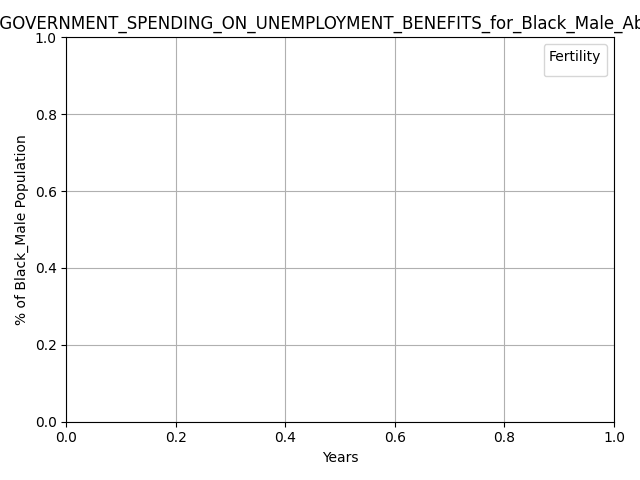 GOVERNMENT_SPENDING_ON_UNEMPLOYMENT_BENEFITS_for_Black_Male_Ab
Fertility
1.0
0.8
0.6
0.4
0.2
0.0
% of Black_Male Population
0.0 0.2 0.4 0.6 0.8 1.0
Years